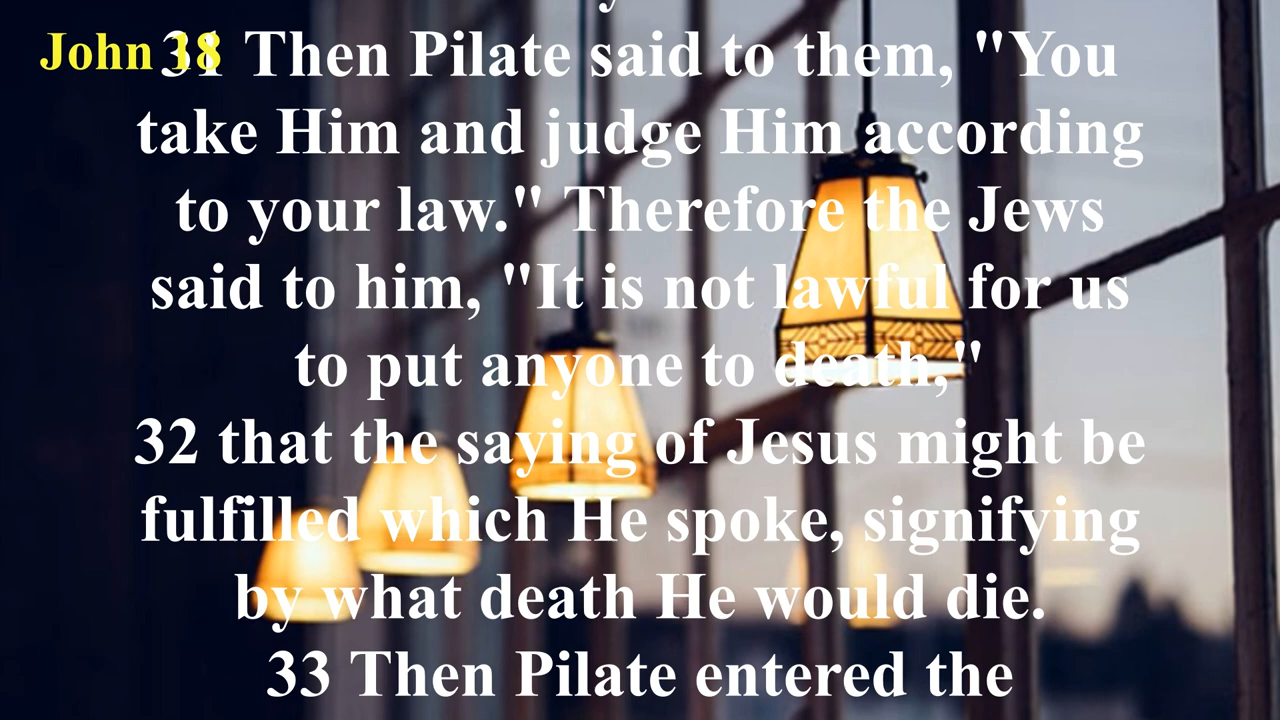 John 18
31 Then Pilate said to them, "You
take Him and judge Him according
to your law." Therefore the Jews
said to him, "It is not lawful for us
to put anyone to death,"
32 that the saying of Jesus might be
fulfilled which He spoke, signifying
by what death He would die.
33 Then Pilate entered the